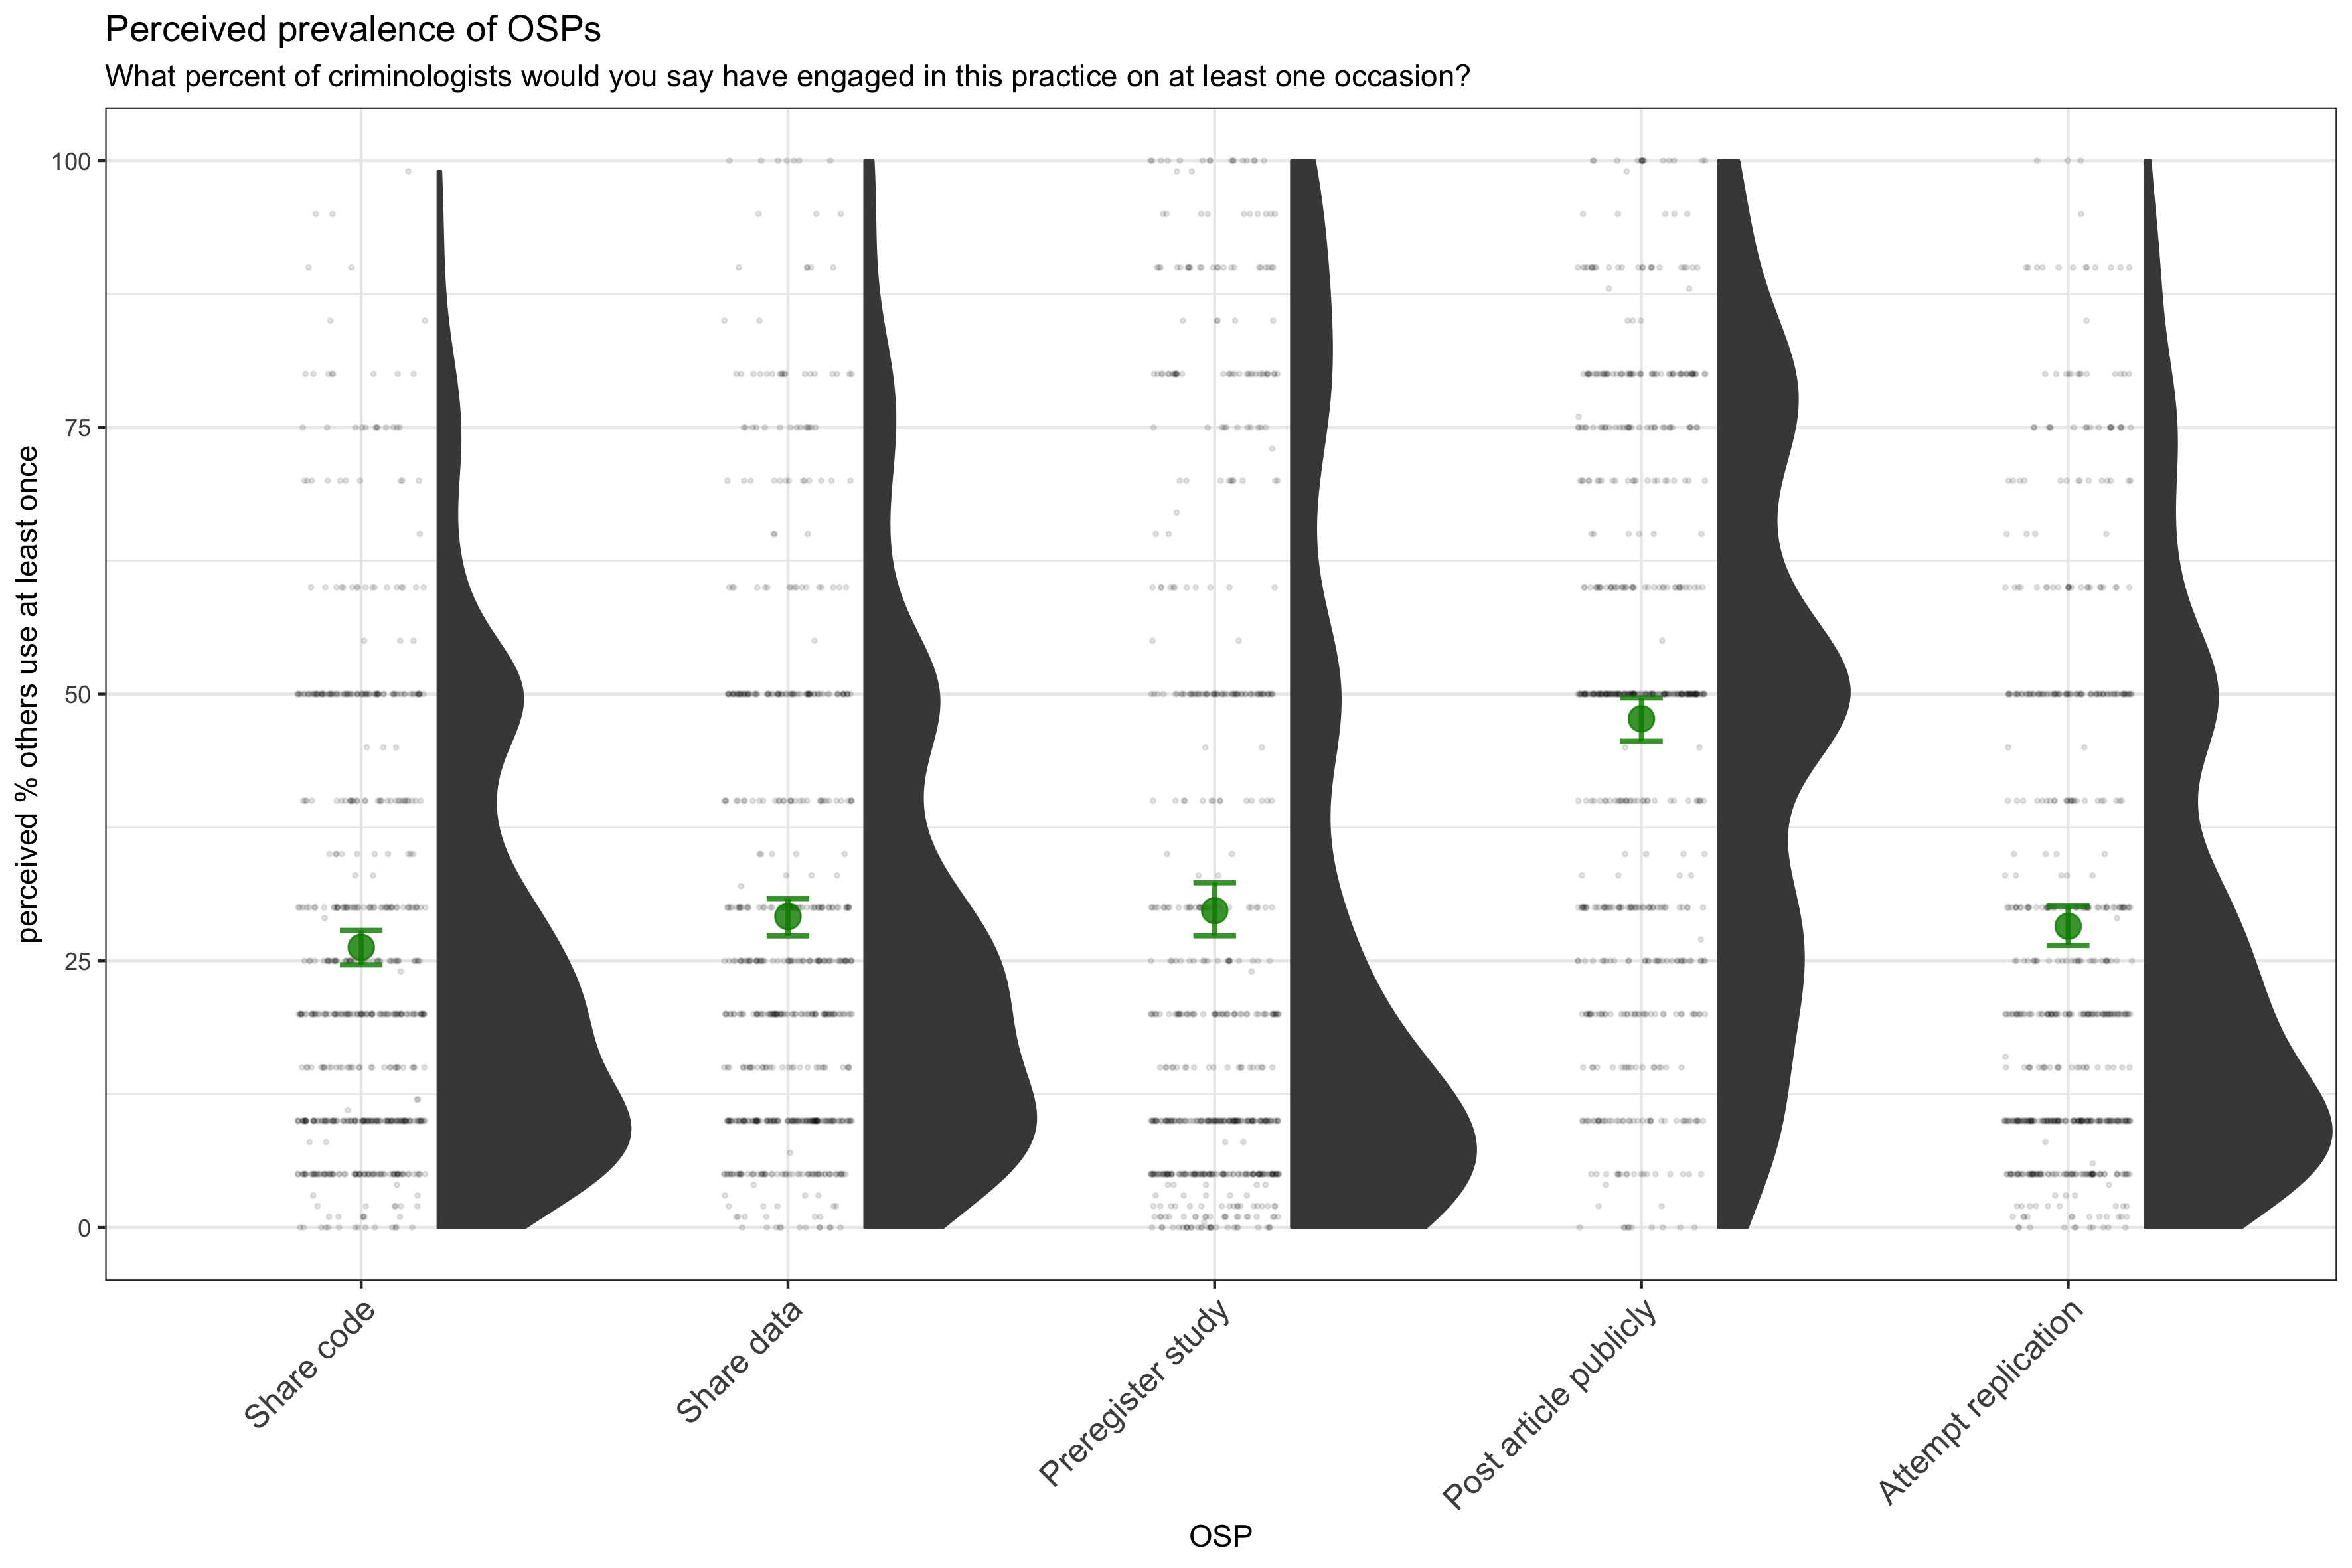 Perceived prevalence of OSPs
What percent of criminologists would you say have engaged in this practice on at least one occasion?
perceived % others use at least once
100
75
50
25
0
Share code
Share data
Preregister study
Post article publicly
Attempt replication
OSP